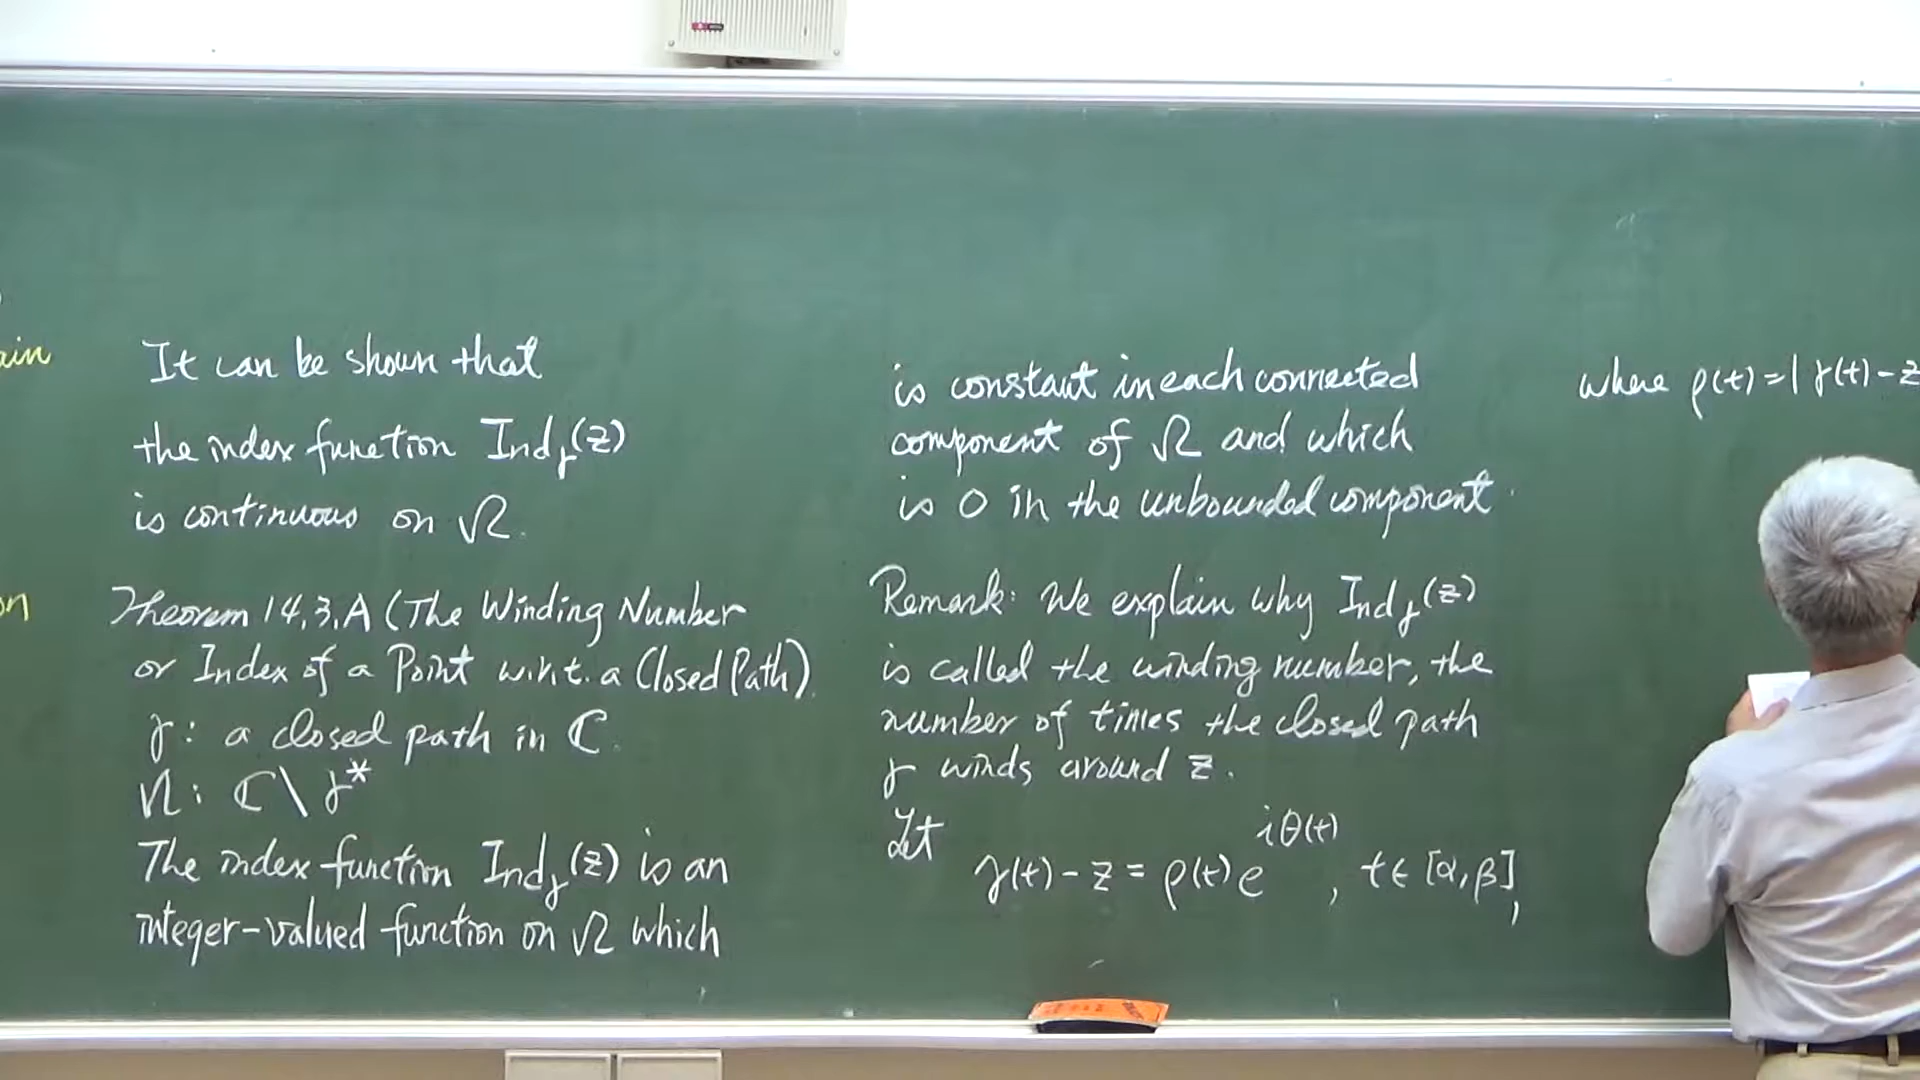 ain
It can be shown that
the index function Ind_γ(z)
is continuous on Ω.
on
Theorem 14.3.A (The Winding Number
or Index of a Point w.r.t. a Closed Path).
γ: a closed path in ℂ.
Ω: ℂ \ γ*
The index function Ind_γ(z) is an
integer-valued function on Ω which
is constant in each connected
component of Ω and which
is 0 in the unbounded component.
Remark: We explain why Ind_γ(z)
is called the winding number, the
number of times the closed path
γ winds around z.
Let
γ(t) - z = ρ(t) e^{iθ(t)}, t ∈ [α, β],
where ρ(t) = | γ(t) - z